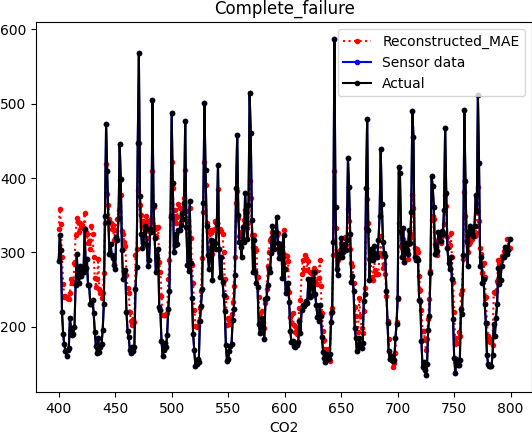 Complete_failure
Reconstructed_MAE
Sensor data
Actual
600
500
400
300
200
400 450 500 550 600 650 700 750 800
CO2